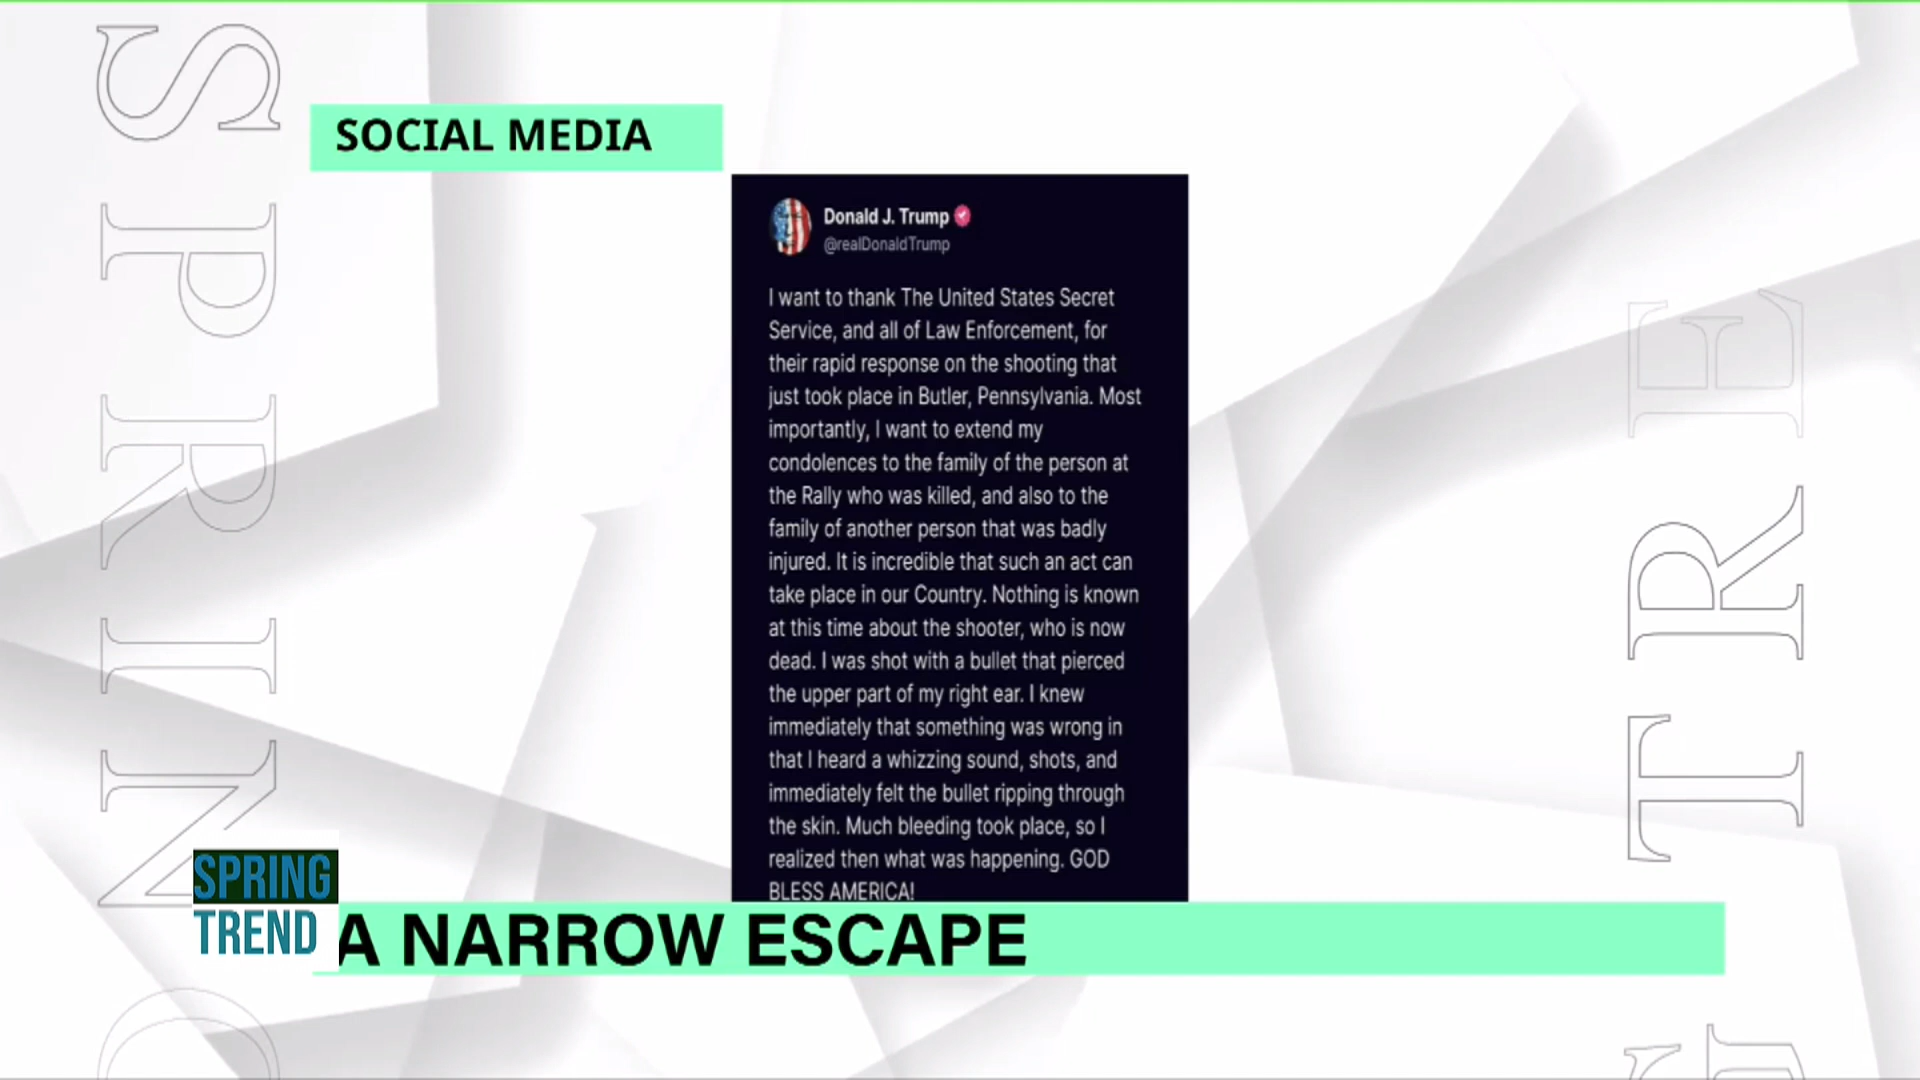 SPRING
SOCIAL MEDIA
Donald J. Trump
@realDonaldTrump
I want to thank The United States Secret
Service, and all of Law Enforcement, for
their rapid response on the shooting that
just took place in Butler, Pennsylvania. Most
importantly, I want to extend my
condolences to the family of the person at
the Rally who was killed, and also to the
family of another person that was badly
injured. It is incredible that such an act can
take place in our Country. Nothing is known
at this time about the shooter, who is now
dead. I was shot with a bullet that pierced
the upper part of my right ear. I knew
immediately that something was wrong in
that I heard a whizzing sound, shots, and
immediately felt the bullet ripping through
the skin. Much bleeding took place, so I
realized then what was happening. GOD
BLESS AMERICA!
SPRING
TREND
A NARROW ESCAPE
TRE